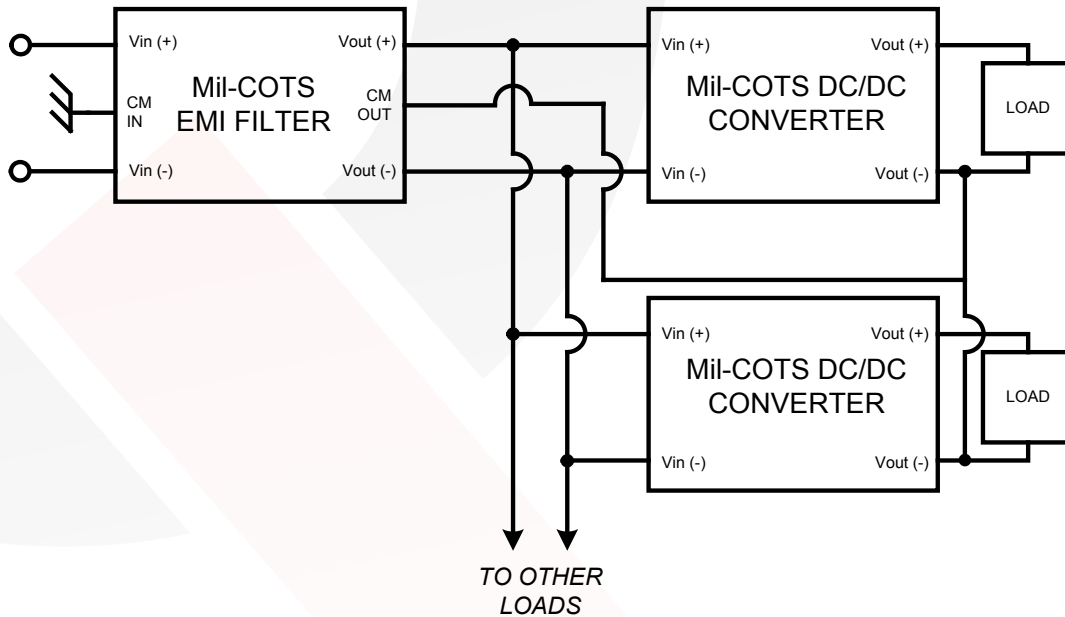 Vin (+)
CM
IN
Vin (-)
Mil-COTS
EMI FILTER
Vout (+)
CM
OUT
Vout (-)
Vin (+)
Vin (-)
Mil-COTS DC/DC
CONVERTER
Vout (+)
Vout (-)
LOAD
Vin (+)
Vin (-)
Mil-COTS DC/DC
CONVERTER
Vout (+)
Vout (-)
LOAD
TO OTHER
LOADS